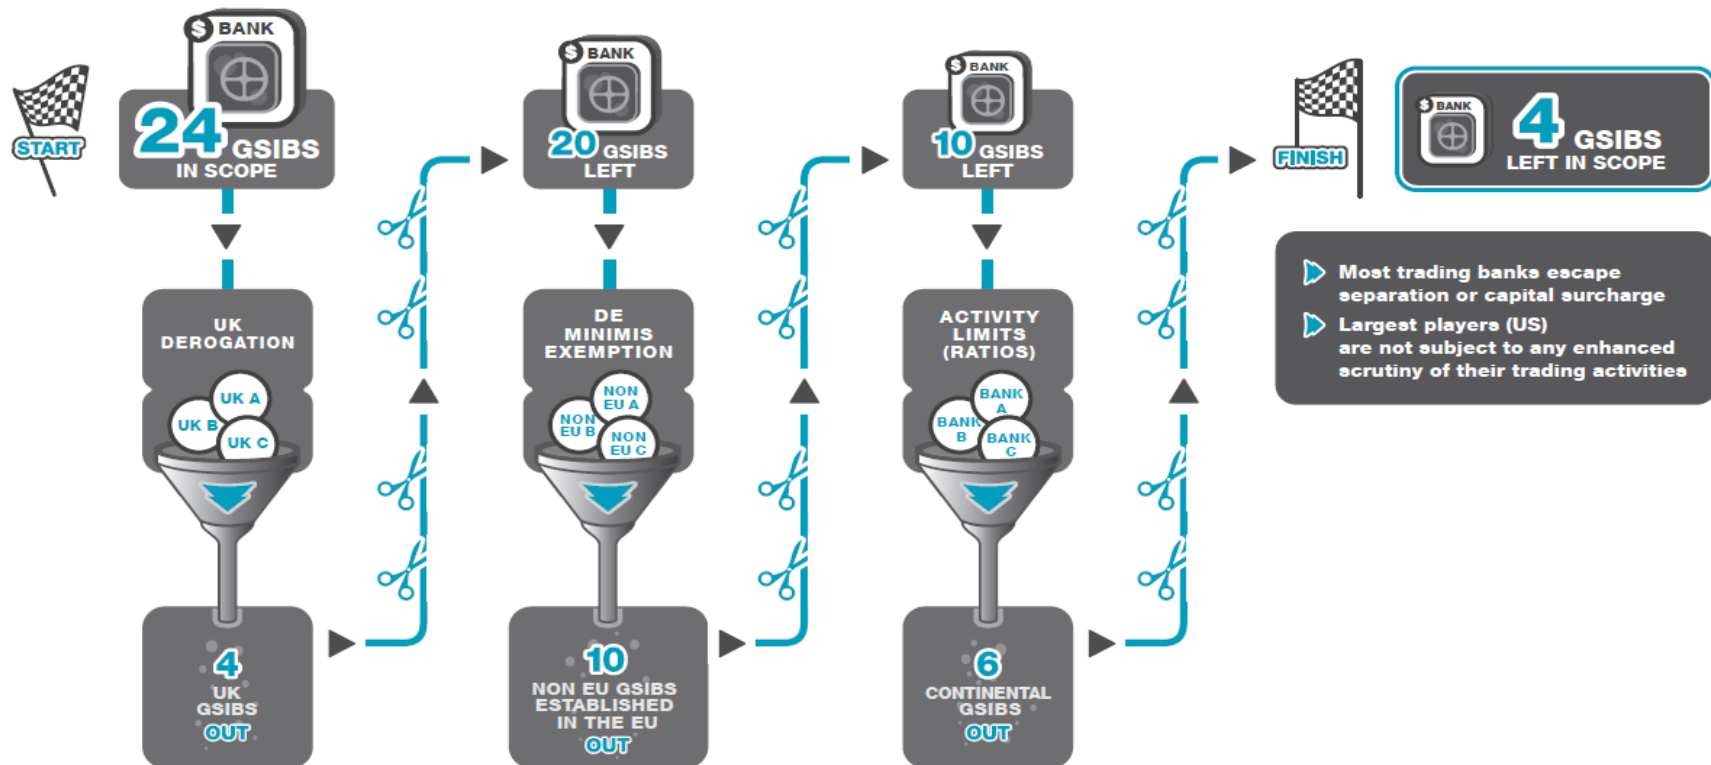 START
$ BANK
24 GSIBS
IN SCOPE
UK
DEROGATION
UK A
UK B
UK C
4
UK
GSIBS
OUT
$ BANK
20 GSIBS
LEFT
DE
MINIMIS
EXEMPTION
NON
EU A
NON
EU B
NON
EU C
10
NON EU GSIBS
ESTABLISHED
IN THE EU
OUT
$ BANK
10 GSIBS
LEFT
ACTIVITY
LIMITS
(RATIOS)
BANK
A
BANK
B
BANK
C
6
CONTINENTAL
GSIBS
OUT
FINISH
$ BANK
4 GSIBS
LEFT IN SCOPE
Most trading banks escape
separation or capital surcharge
Largest players (US)
are not subject to any enhanced
scrutiny of their trading activities